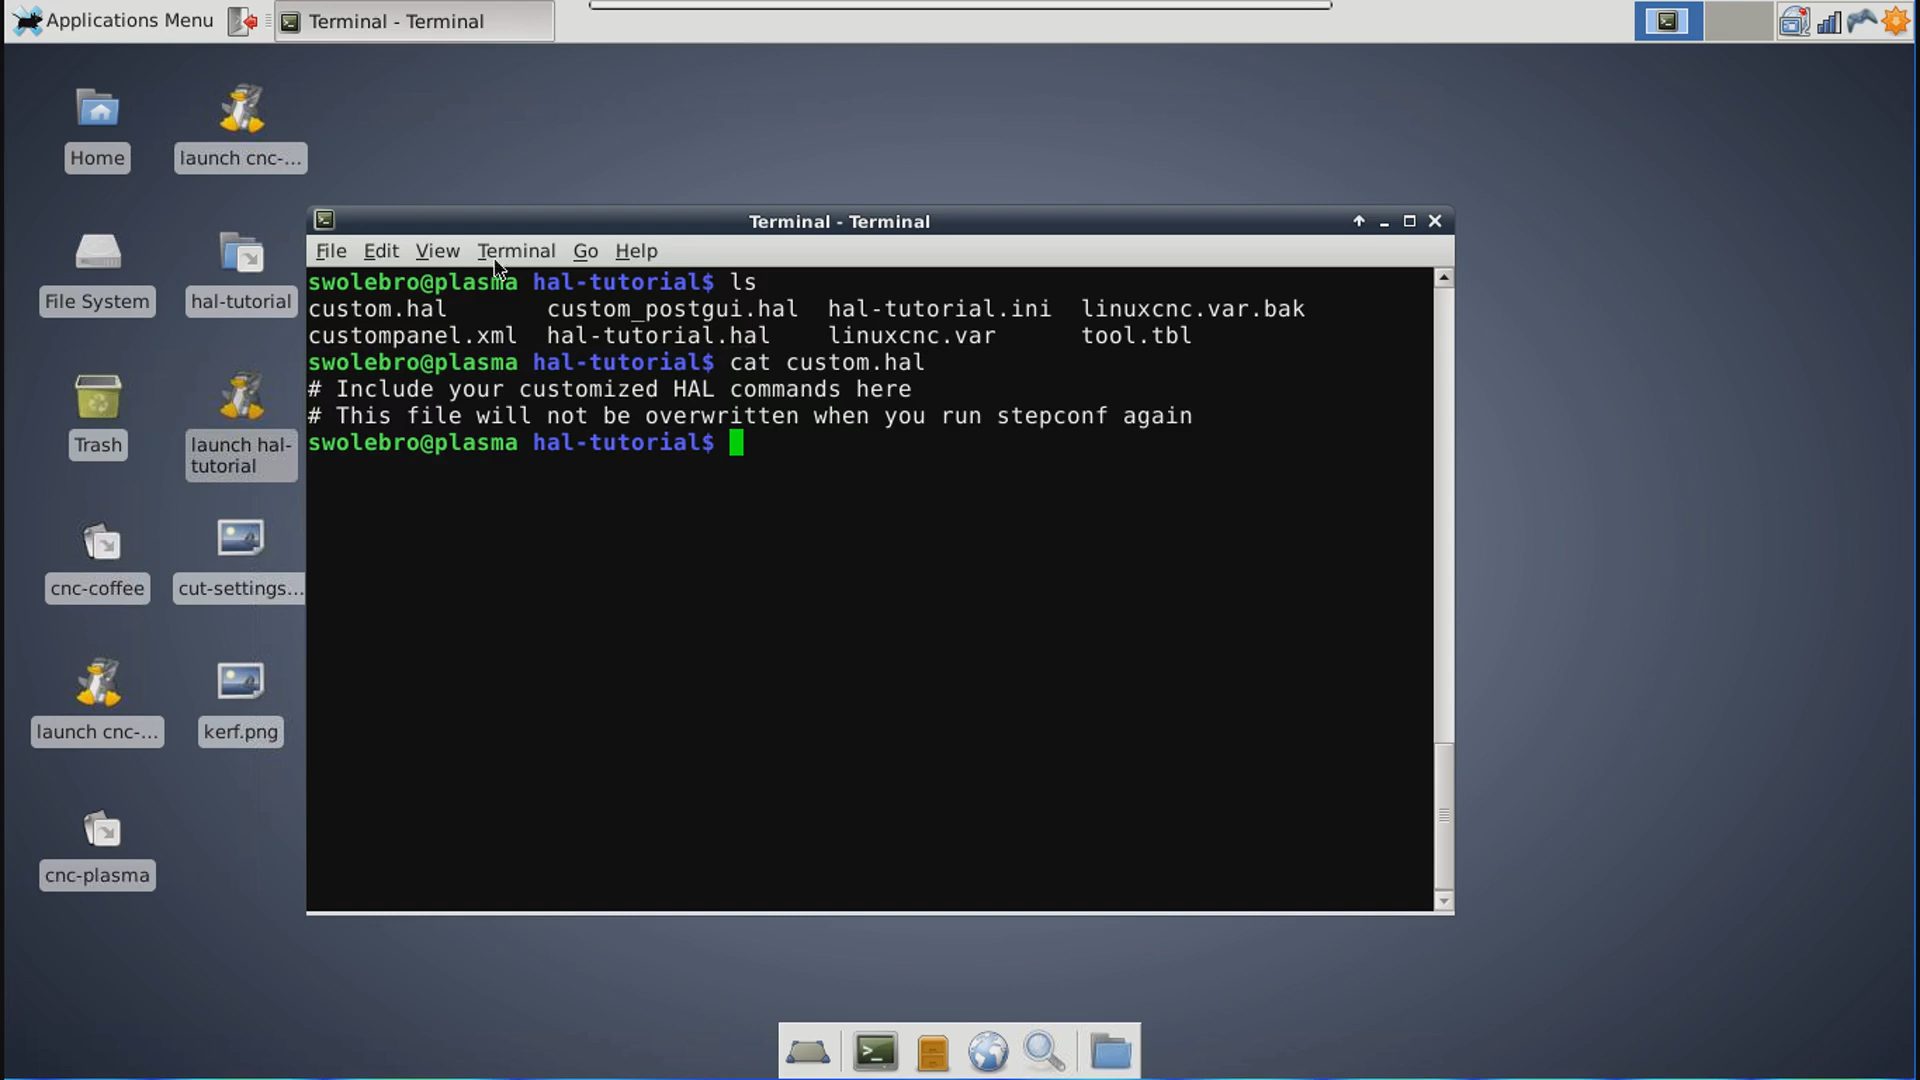 Applications Menu
Terminal - Terminal
Home
launch cnc-...
File System
hal-tutorial
Trash
launch hal-
tutorial
cnc-coffee
cut-settings...
launch cnc-...
kerf.png
cnc-plasma
Terminal - Terminal
File Edit View Terminal Go Help
swolebro@plasma hal-tutorial$ ls
custom.hal custom_postgui.hal hal-tutorial.ini linuxcnc.var.bak
custompanel.xml hal-tutorial.hal linuxcnc.var tool.tbl
swolebro@plasma hal-tutorial$ cat custom.hal
# Include your customized HAL commands here
# This file will not be overwritten when you run stepconf again
swolebro@plasma hal-tutorial$